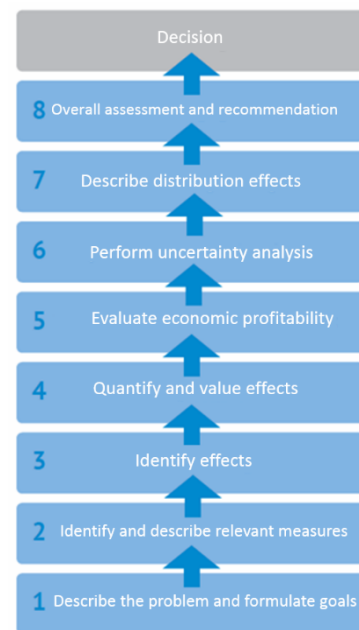 Decision
8 Overall assessment and recommendation
7 Describe distribution effects
6 Perform uncertainty analysis
5 Evaluate economic profitability
4 Quantify and value effects
3 Identify effects
2 Identify and describe relevant measures
1 Describe the problem and formulate goals